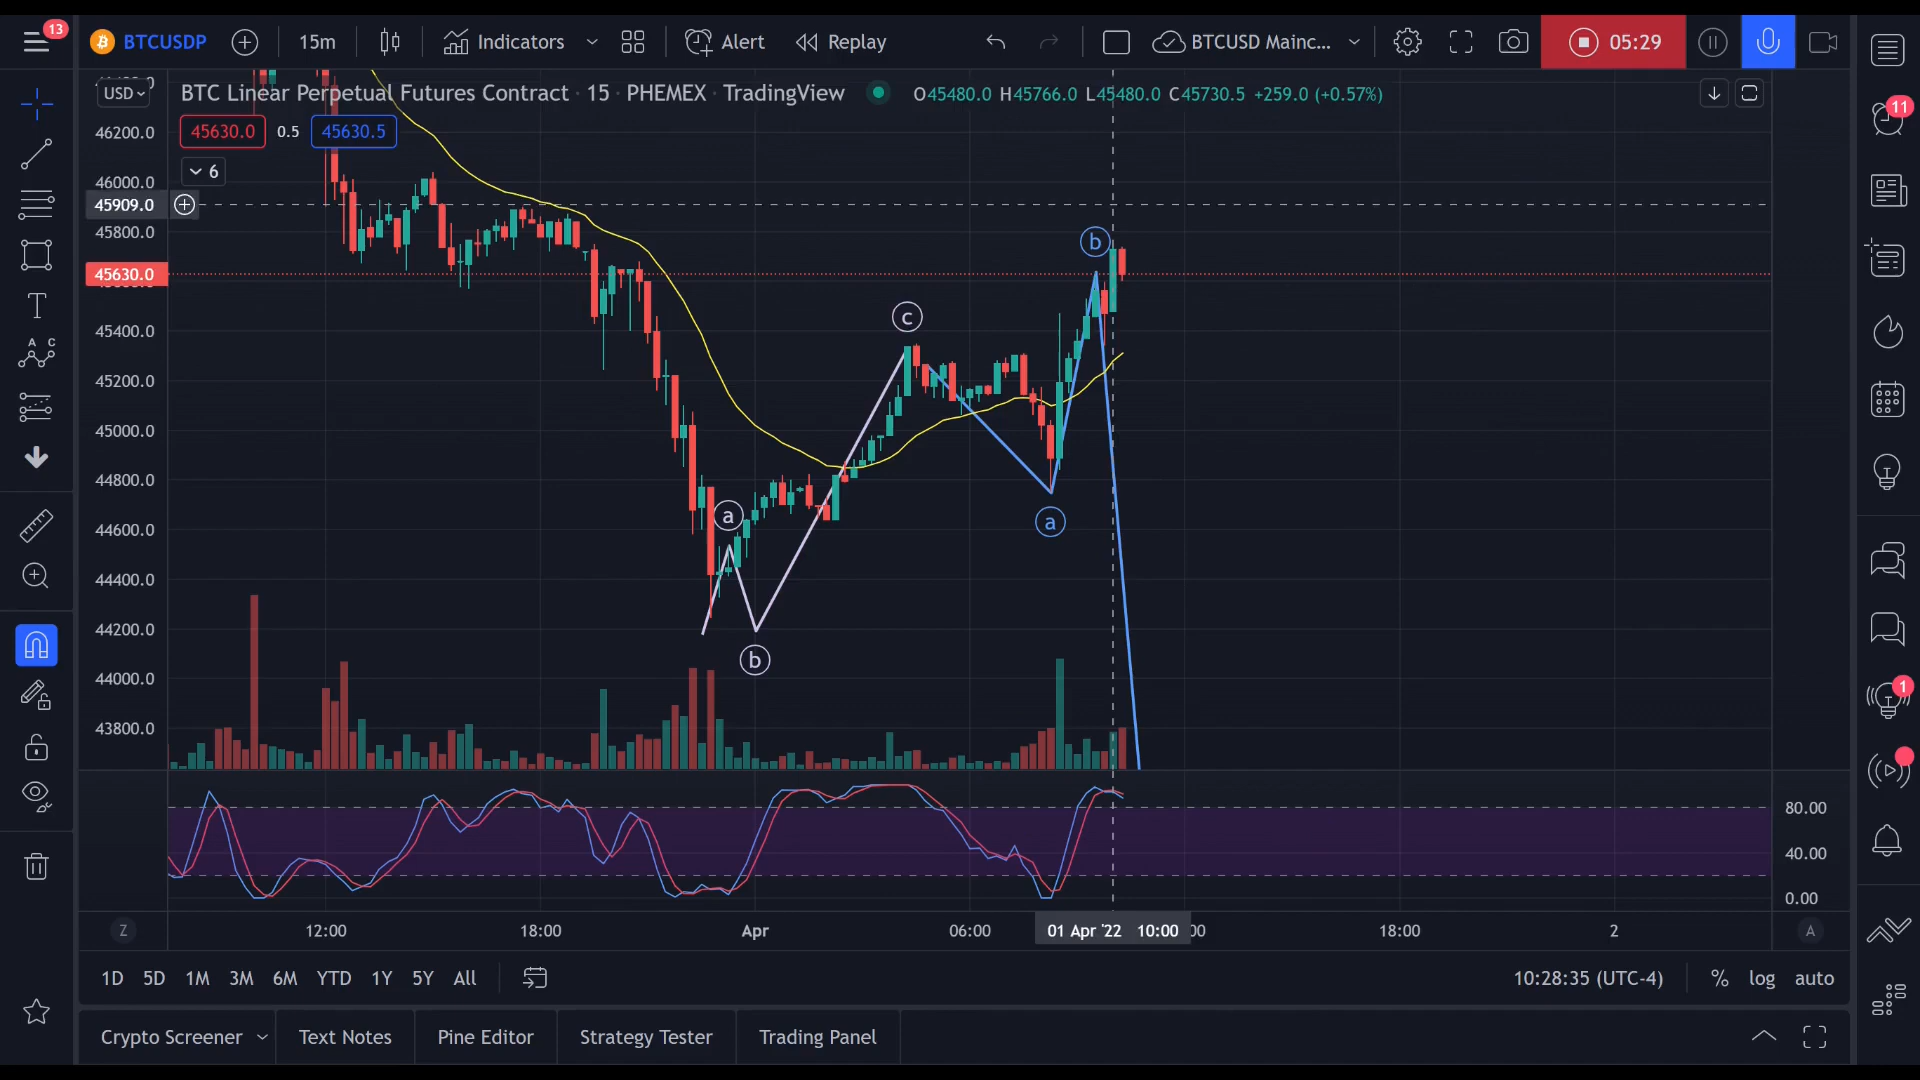 13
BTCUSDP
15m
Indicators
Alert
Replay
BTCUSD Mainc...
05:29
USD
BTC Linear Perpetual Futures Contract · 15 · PHEMEX · TradingView
O45480.0 H45766.0 L45480.0 C45730.5 +259.0 (+0.57%)
45630.0
0.5
45630.5
6
11
46200.0
46000.0
45909.0
45800.0
45630.0
45400.0
45200.0
45000.0
44800.0
44600.0
44400.0
44200.0
44000.0
43800.0
b
c
a
a
b
1
80.00
40.00
0.00
Z
12:00
18:00
Apr
06:00
01 Apr '22 10:00
:00
18:00
2
A
1D
5D
1M
3M
6M
YTD
1Y
5Y
All
10:28:35 (UTC-4)
%
log
auto
Crypto Screener
Text Notes
Pine Editor
Strategy Tester
Trading Panel